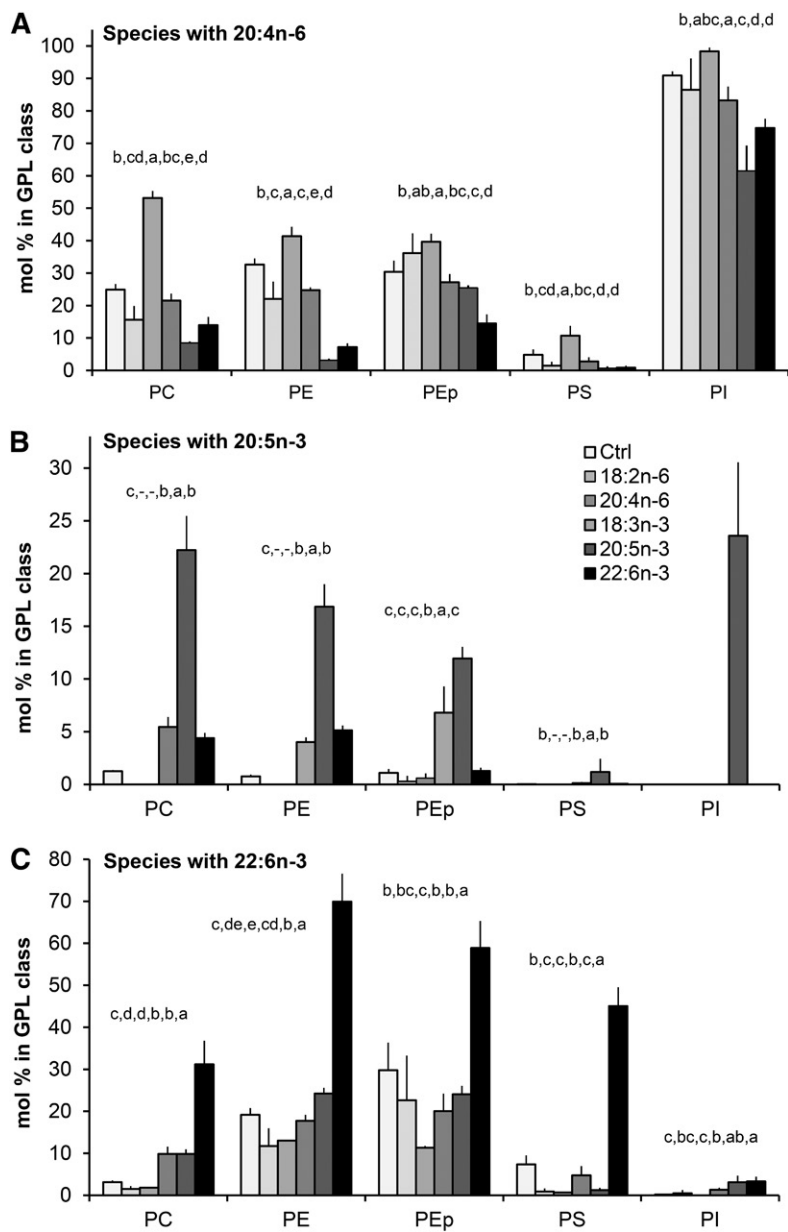 A
Species with 20:4n-6
b,abc,a,c,d,d
b,cd,a,bc,e,d
b,c,a,c,e,d
b,ab,a,bc,c,d
b,cd,a,bc,d,d
mol % in GPL class
100
90
80
70
60
50
40
30
20
10
0
PC PE PEp PS PI
B
Species with 20:5n-3
c,-,-,b,a,b
c,-,-,b,a,b
c,c,c,b,a,c
b,-,-,b,a,b
Ctrl
18:2n-6
20:4n-6
18:3n-3
20:5n-3
22:6n-3
mol % in GPL class
30
25
20
15
10
5
0
PC PE PEp PS PI
C
Species with 22:6n-3
c,d,d,b,b,a
c,de,e,cd,b,a
b,bc,c,b,b,a
b,c,c,b,c,a
c,bc,c,b,ab,a
mol % in GPL class
80
70
60
50
40
30
20
10
0
PC PE PEp PS PI